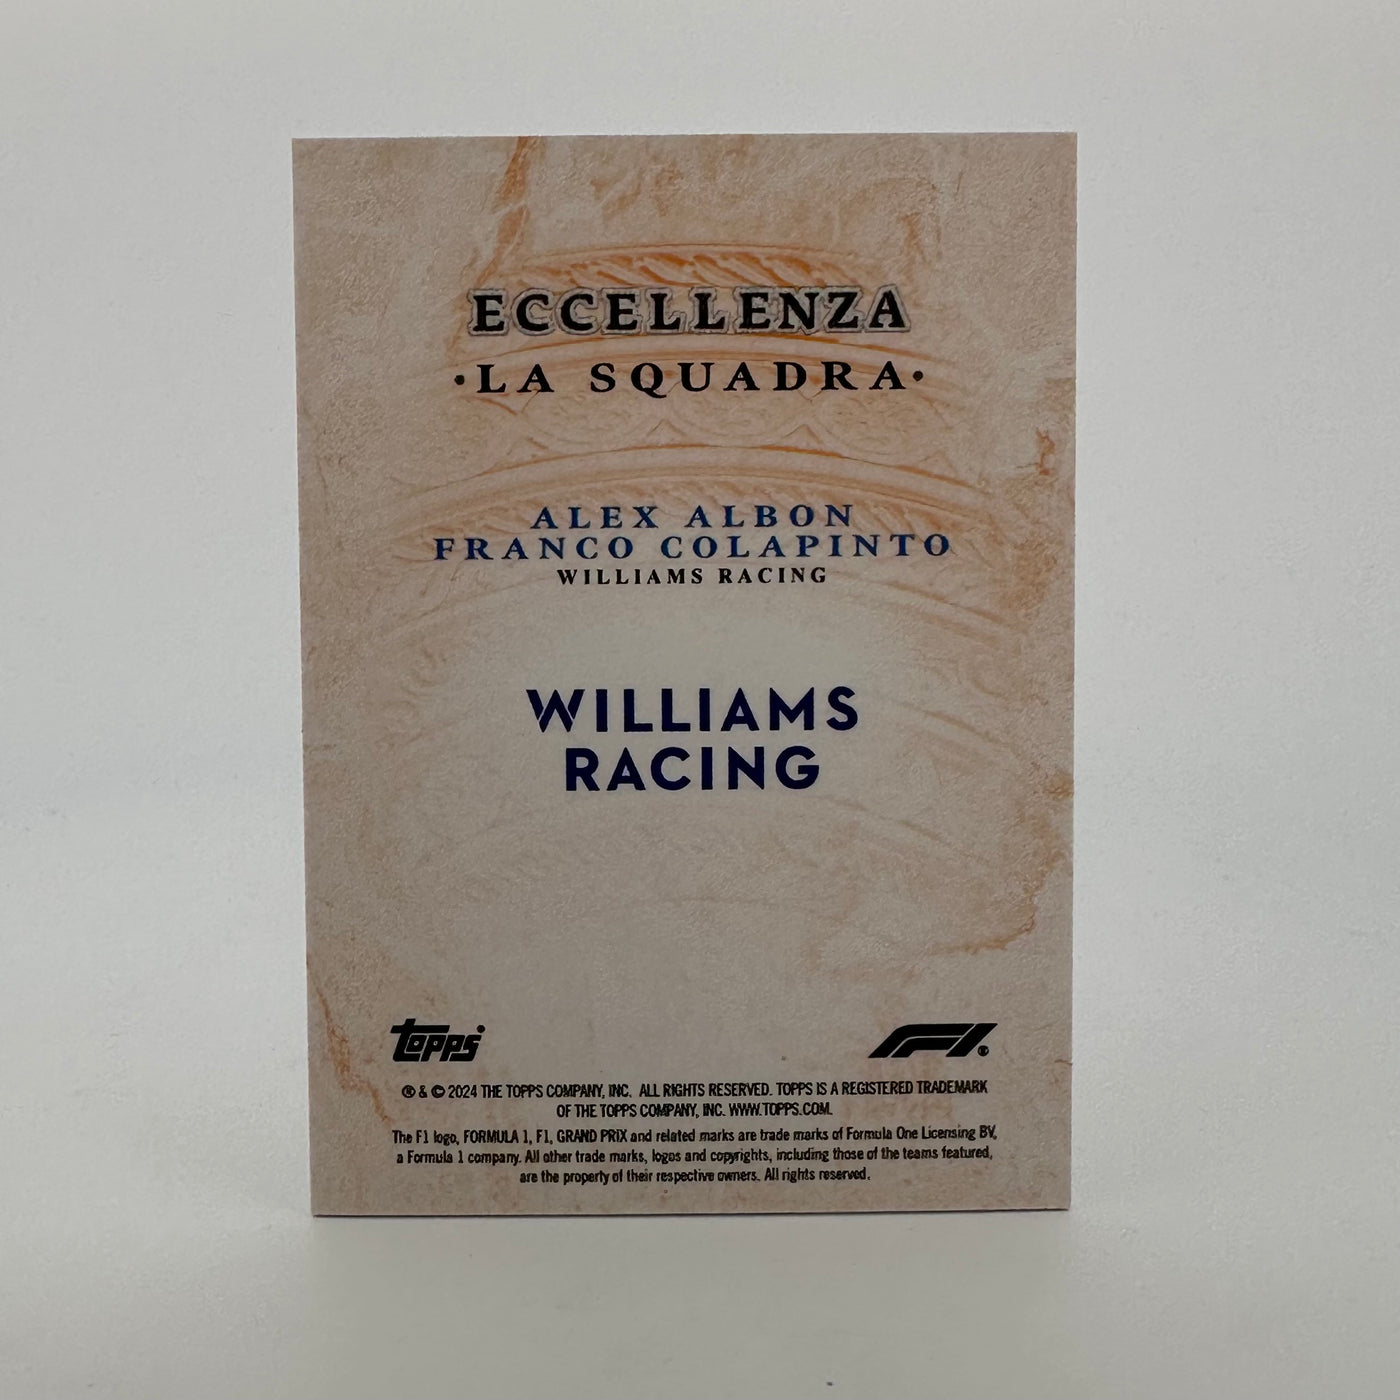 ECCELLENZA
•LA SQUADRA•
ALEX ALBON
FRANCO COLAPINTO
WILLIAMS RACING
WILLIAMS
RACING
Topps F1®
® & © 2024 THE TOPPS COMPANY, INC. ALL RIGHTS RESERVED. TOPPS IS A REGISTERED TRADEMARK
OF THE TOPPS COMPANY, INC. WWW.TOPPS.COM.
The F1 logo, FORMULA 1, F1, GRAND PRIX and related marks are trade marks of Formula One Licensing BV,
a Formula 1 company. All other trade marks, logos and copyrights, including those of the teams featured,
are the property of their respective owners. All rights reserved.